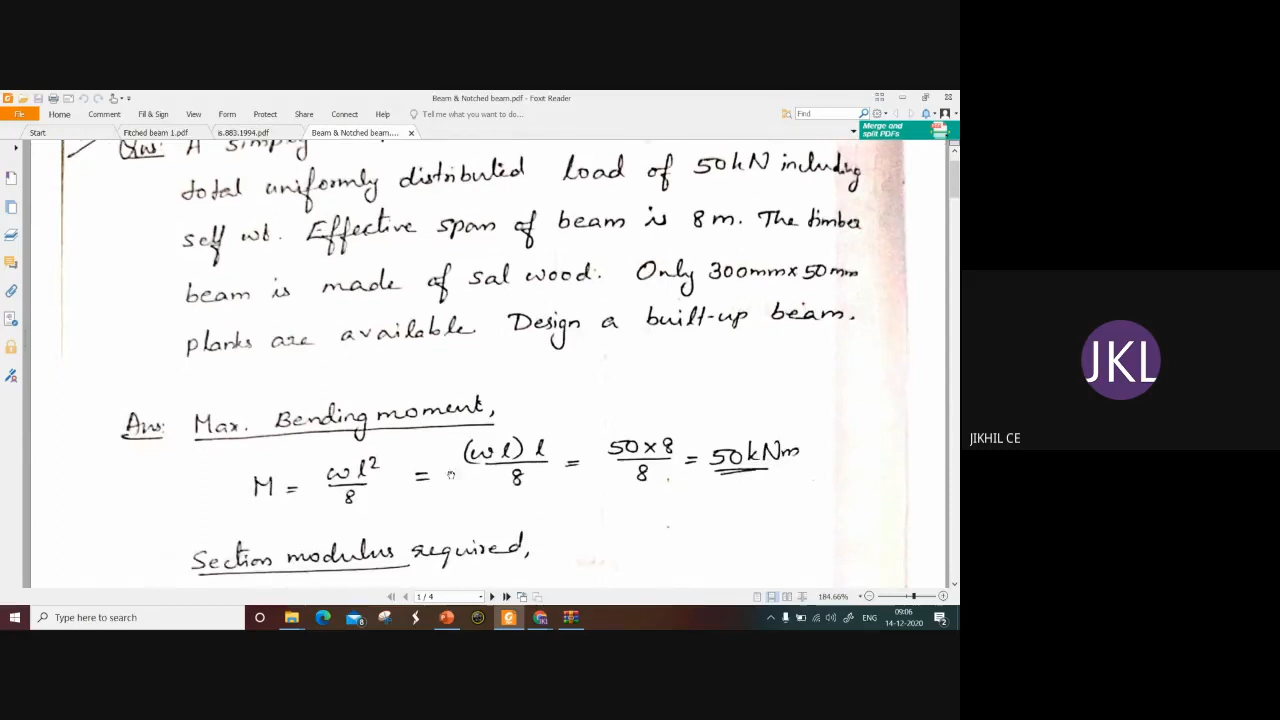 Beam & Notched beam.pdf - Foxit Reader
File Home Comment Fill & Sign View Form Protect Share Connect Help Tell me what you want to do... Find
Start Fitched beam 1.pdf is.883.1994.pdf Beam & Notched beam....
Merge and
split PDFs
Qns: A simply
total uniformly distributed load of 50kN including
self wt. Effective span of beam is 8 m. The timber
beam is made of sal wood. Only 300mmx50mm
planks are available. Design a built-up beam.
Ans: Max. Bending moment,
M = wl²/8 = (wl)l/8 = 50×8/8 = 50kNm
Section modulus required,
1 / 4 184.66%
JKL
JIKHIL CE
Type here to search
ENG
09:06
14-12-2020